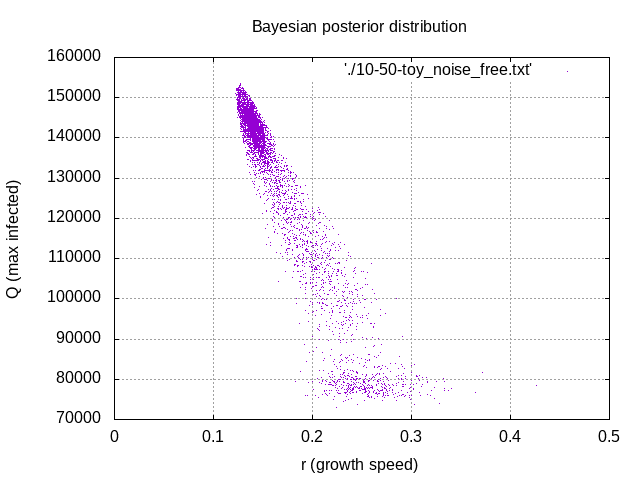 Bayesian posterior distribution
'./10-50-toy_noise_free.txt'
160000
150000
140000
130000
120000
110000
100000
90000
80000
70000
Q (max infected)
0 0.1 0.2 0.3 0.4 0.5
r (growth speed)